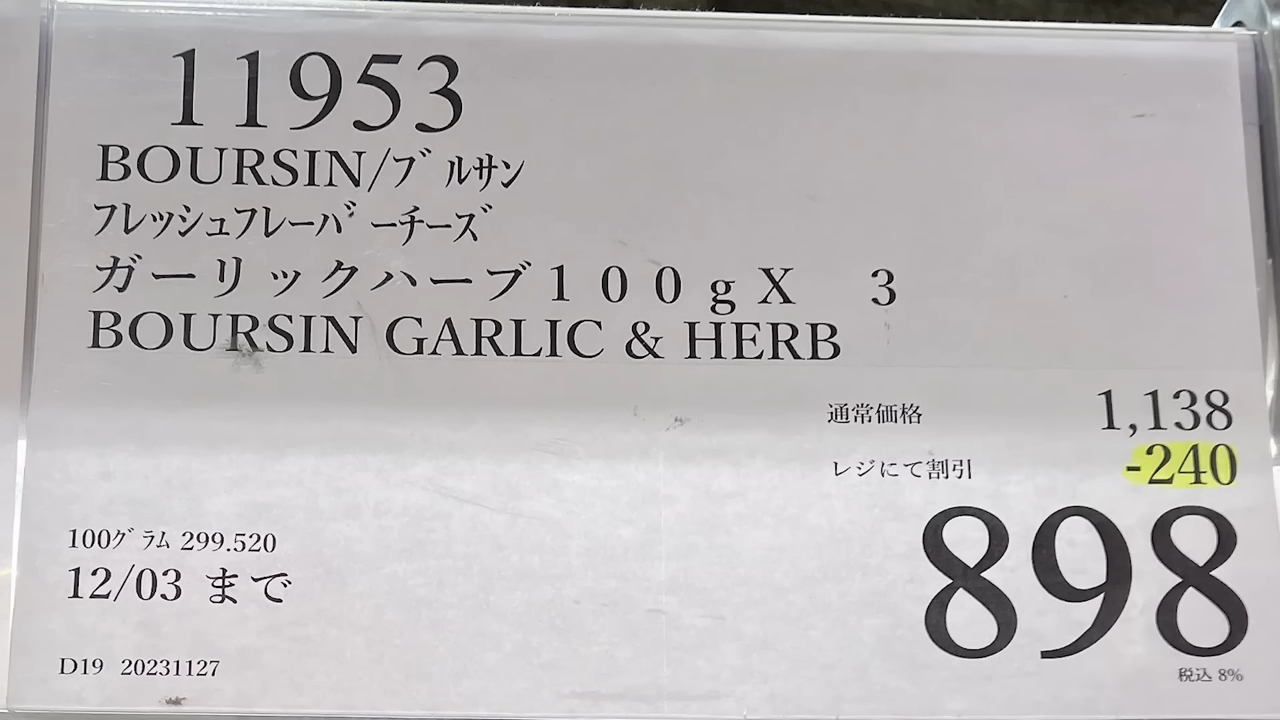 11953
BOURSIN/ブルサン
フレッシュフレーバーチーズ
ガーリックハーブ100gX 3
BOURSIN GARLIC & HERB
通常価格 1,138
レジにて割引 -240
898
税込 8%
100グラム 299.520
12/03 まで
D19 20231127